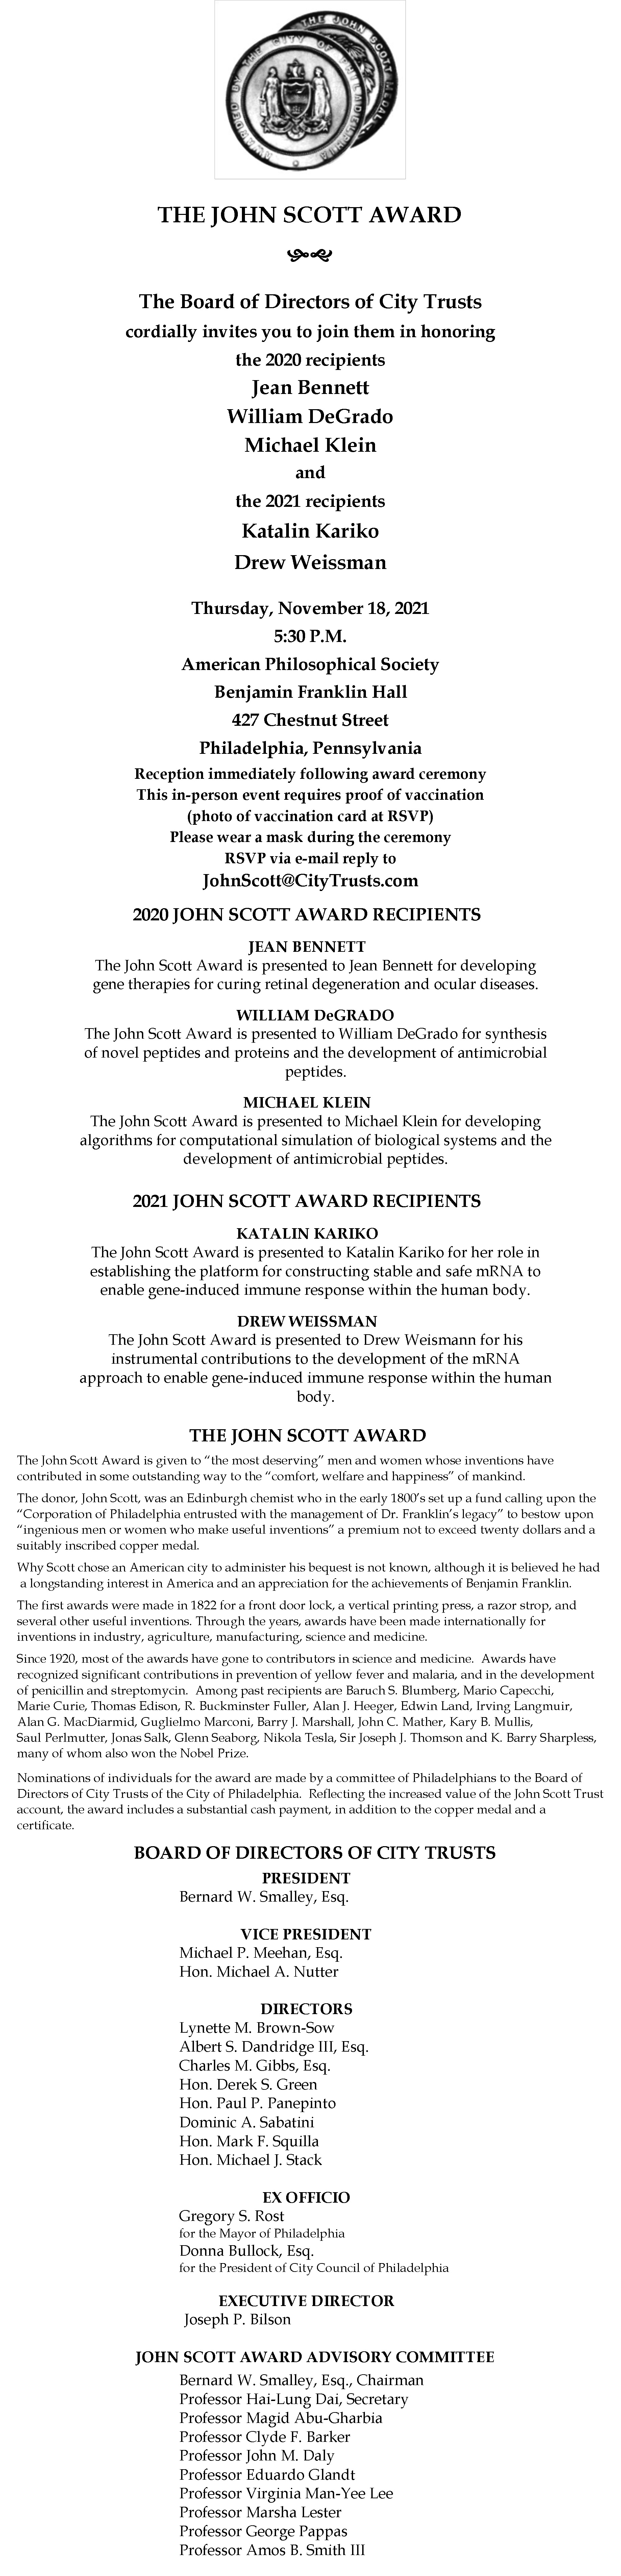 THE JOHN SCOTT MEDAL
AWARDED BY THE CITY OF PHILADELPHIA
THE JOHN SCOTT AWARD
The Board of Directors of City Trusts
cordially invites you to join them in honoring
the 2020 recipients
Jean Bennett
William DeGrado
Michael Klein
and
the 2021 recipients
Katalin Kariko
Drew Weissman
Thursday, November 18, 2021
5:30 P.M.
American Philosophical Society
Benjamin Franklin Hall
427 Chestnut Street
Philadelphia, Pennsylvania
Reception immediately following award ceremony
This in-person event requires proof of vaccination
(photo of vaccination card at RSVP)
Please wear a mask during the ceremony
RSVP via e-mail reply to
JohnScott@CityTrusts.com
2020 JOHN SCOTT AWARD RECIPIENTS
JEAN BENNETT
The John Scott Award is presented to Jean Bennett for developing
gene therapies for curing retinal degeneration and ocular diseases.
WILLIAM DeGRADO
The John Scott Award is presented to William DeGrado for synthesis
of novel peptides and proteins and the development of antimicrobial
peptides.
MICHAEL KLEIN
The John Scott Award is presented to Michael Klein for developing
algorithms for computational simulation of biological systems and the
development of antimicrobial peptides.
2021 JOHN SCOTT AWARD RECIPIENTS
KATALIN KARIKO
The John Scott Award is presented to Katalin Kariko for her role in
establishing the platform for constructing stable and safe mRNA to
enable gene-induced immune response within the human body.
DREW WEISSMAN
The John Scott Award is presented to Drew Weismann for his
instrumental contributions to the development of the mRNA
approach to enable gene-induced immune response within the human
body.
THE JOHN SCOTT AWARD
The John Scott Award is given to “the most deserving” men and women whose inventions have
contributed in some outstanding way to the “comfort, welfare and happiness” of mankind.
The donor, John Scott, was an Edinburgh chemist who in the early 1800’s set up a fund calling upon the
“Corporation of Philadelphia entrusted with the management of Dr. Franklin’s legacy” to bestow upon
“ingenious men or women who make useful inventions” a premium not to exceed twenty dollars and a
suitably inscribed copper medal.
Why Scott chose an American city to administer his bequest is not known, although it is believed he had
a longstanding interest in America and an appreciation for the achievements of Benjamin Franklin.
The first awards were made in 1822 for a front door lock, a vertical printing press, a razor strop, and
several other useful inventions. Through the years, awards have been made internationally for
inventions in industry, agriculture, manufacturing, science and medicine.
Since 1920, most of the awards have gone to contributors in science and medicine. Awards have
recognized significant contributions in prevention of yellow fever and malaria, and in the development
of penicillin and streptomycin. Among past recipients are Baruch S. Blumberg, Mario Capecchi,
Marie Curie, Thomas Edison, R. Buckminster Fuller, Alan J. Heeger, Edwin Land, Irving Langmuir,
Alan G. MacDiarmid, Guglielmo Marconi, Barry J. Marshall, John C. Mather, Kary B. Mullis,
Saul Perlmutter, Jonas Salk, Glenn Seaborg, Nikola Tesla, Sir Joseph J. Thomson and K. Barry Sharpless,
many of whom also won the Nobel Prize.
Nominations of individuals for the award are made by a committee of Philadelphians to the Board of
Directors of City Trusts of the City of Philadelphia. Reflecting the increased value of the John Scott Trust
account, the award includes a substantial cash payment, in addition to the copper medal and a
certificate.
BOARD OF DIRECTORS OF CITY TRUSTS
PRESIDENT
Bernard W. Smalley, Esq.
VICE PRESIDENT
Michael P. Meehan, Esq.
Hon. Michael A. Nutter
DIRECTORS
Lynette M. Brown-Sow
Albert S. Dandridge III, Esq.
Charles M. Gibbs, Esq.
Hon. Derek S. Green
Hon. Paul P. Panepinto
Dominic A. Sabatini
Hon. Mark F. Squilla
Hon. Michael J. Stack
EX OFFICIO
Gregory S. Rost
for the Mayor of Philadelphia
Donna Bullock, Esq.
for the President of City Council of Philadelphia
EXECUTIVE DIRECTOR
Joseph P. Bilson
JOHN SCOTT AWARD ADVISORY COMMITTEE
Bernard W. Smalley, Esq., Chairman
Professor Hai-Lung Dai, Secretary
Professor Magid Abu-Gharbia
Professor Clyde F. Barker
Professor John M. Daly
Professor Eduardo Glandt
Professor Virginia Man-Yee Lee
Professor Marsha Lester
Professor George Pappas
Professor Amos B. Smith III